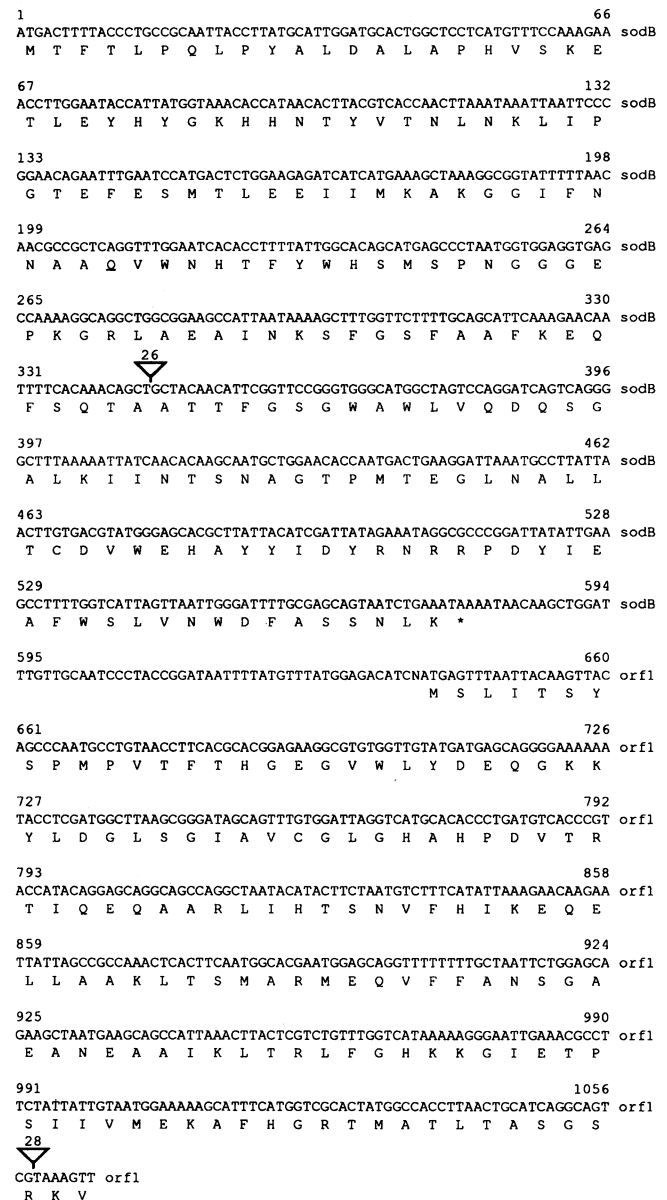 1 66
ATGACTTTTACCCTGCCGCAATTACCTTATGCATTGGATGCACTGGCTCCTCATGTTTCCAAAGAA sodB
M T F T L P Q L P Y A L D A L A P H V S K E
67 132
ACCTTGGAATACCATTATGGTAAACACCATAACACTTACGTCACCAACTTAAATAAATTAATTCCC sodB
T L E Y H Y G K H H N T Y V T N L N K L I P
133 198
GGAACAGAATTTGAATCCATGACTCTGGAAGAGATCATCATGAAAGCTAAAGGCGGTATTTTTAAC sodB
G T E F E S M T L E E I I M K A K G G I F N
199 264
AACGCCGCTCAGGTTTGGAATCACACCTTTTATTGGCACAGCATGAGCCCTAATGGTGGAGGTGAG sodB
N A A Q V W N H T F Y W H S M S P N G G G E
265 330
CCAAAAGGCAGGCTGGCGGAAGCCATTAATAAAAGCTTTGGTTCTTTTGCAGCATTCAAAGAACAA sodB
P K G R L A E A I N K S F G S F A A F K E Q
26
331 396
TTTTCACAAACAGCTGCTACAACATTCGGTTCCGGGTGGGCATGGCTAGTCCAGGATCAGTCAGGG sodB
F S Q T A A T T F G S G W A W L V Q D Q S G
397 462
GCTTTAAAAATTATCAACACAAGCAATGCTGGAACACCAATGACTGAAGGATTAAATGCCTTATTA sodB
A L K I I N T S N A G T P M T E G L N A L L
463 528
ACTTGTGACGTATGGGAGCACGCTTATTACATCGATTATAGAAATAGGCGCCCGGATTATATTGAA sodB
T C D V W E H A Y Y I D Y R N R R P D Y I E
529 594
GCCTTTTGGTCATTAGTTAATTGGGATTTTGCGAGCAGTAATCTGAAATAAAATAACAAGCTGGAT sodB
A F W S L V N W D F A S S N L K *
595 660
TTGTTGCAATCCCTACCGGATAATTTTATGTTTATGGAGACATCNATGAGTTTAATTACAAGTTAC orf1
M S L I T S Y
661 726
AGCCCAATGCCTGTAACCTTCACGCACGGAGAAGGCGTGTGGTTGTATGATGAGCAGGGGAAAAAA orf1
S P M P V T F T H G E G V W L Y D E Q G K K
727 792
TACCTCGATGGCTTAAGCGGGATAGCAGTTTGTGGATTAGGTCATGCACACCCTGATGTCACCCGT orf1
Y L D G L S G I A V C G L G H A H P D V T R
793 858
ACCATACAGGAGCAGGCAGCCAGGCTAATACATACTTCTAATGTCTTTCATATTAAAGAACAAGAA orf1
T I Q E Q A A R L I H T S N V F H I K E Q E
859 924
TTATTAGCCGCCAAACTCACTTCAATGGCACGAATGGAGCAGGTTTTTTTTGCTAATTCTGGAGCA orf1
L L A A K L T S M A R M E Q V F F A N S G A
925 990
GAAGCTAATGAAGCAGCCATTAAACTTACTCGTCTGTTTGGTCATAAAAAGGGAATTGAAACGCCT orf1
E A N E A A I K L T R L F G H K K G I E T P
991 1056
TCTATTATTGTAATGGAAAAAGCATTTCATGGTCGCACTATGGCCACCTTAACTGCATCAGGCAGT orf1
S I I V M E K A F H G R T M A T L T A S G S
28
CGTAAAGTT orf1
R K V